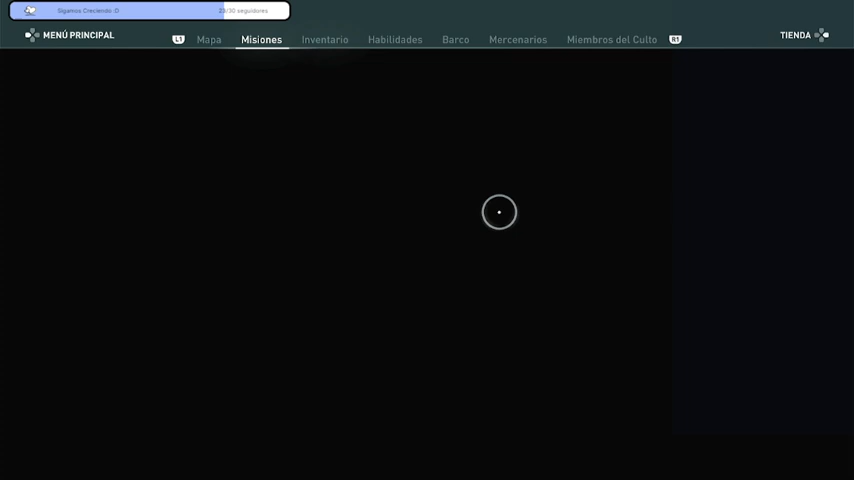 Sigamos Creciendo :D 23/30 seguidores
MENÚ PRINCIPAL L1 Mapa Misiones Inventario Habilidades Barco Mercenarios Miembros del Culto R1 TIENDA